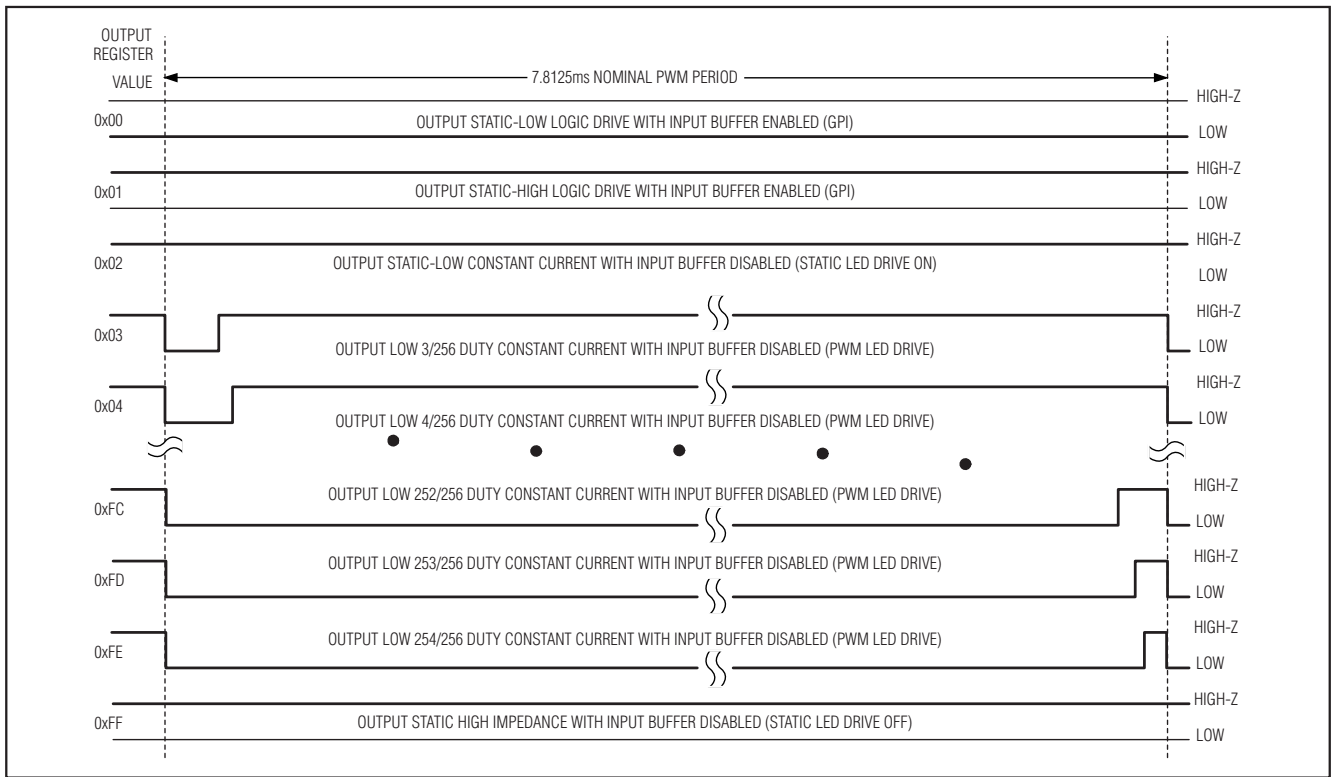 OUTPUT
REGISTER
VALUE
7.8125ms NOMINAL PWM PERIOD
HIGH-Z
0x00
OUTPUT STATIC-LOW LOGIC DRIVE WITH INPUT BUFFER ENABLED (GPI)
LOW
HIGH-Z
0x01
OUTPUT STATIC-HIGH LOGIC DRIVE WITH INPUT BUFFER ENABLED (GPI)
LOW
HIGH-Z
0x02
OUTPUT STATIC-LOW CONSTANT CURRENT WITH INPUT BUFFER DISABLED (STATIC LED DRIVE ON)
LOW
HIGH-Z
0x03
OUTPUT LOW 3/256 DUTY CONSTANT CURRENT WITH INPUT BUFFER DISABLED (PWM LED DRIVE)
LOW
HIGH-Z
0x04
OUTPUT LOW 4/256 DUTY CONSTANT CURRENT WITH INPUT BUFFER DISABLED (PWM LED DRIVE)
LOW
HIGH-Z
0xFC
OUTPUT LOW 252/256 DUTY CONSTANT CURRENT WITH INPUT BUFFER DISABLED (PWM LED DRIVE)
LOW
HIGH-Z
0xFD
OUTPUT LOW 253/256 DUTY CONSTANT CURRENT WITH INPUT BUFFER DISABLED (PWM LED DRIVE)
LOW
HIGH-Z
0xFE
OUTPUT LOW 254/256 DUTY CONSTANT CURRENT WITH INPUT BUFFER DISABLED (PWM LED DRIVE)
LOW
HIGH-Z
0xFF
OUTPUT STATIC HIGH IMPEDANCE WITH INPUT BUFFER DISABLED (STATIC LED DRIVE OFF)
LOW